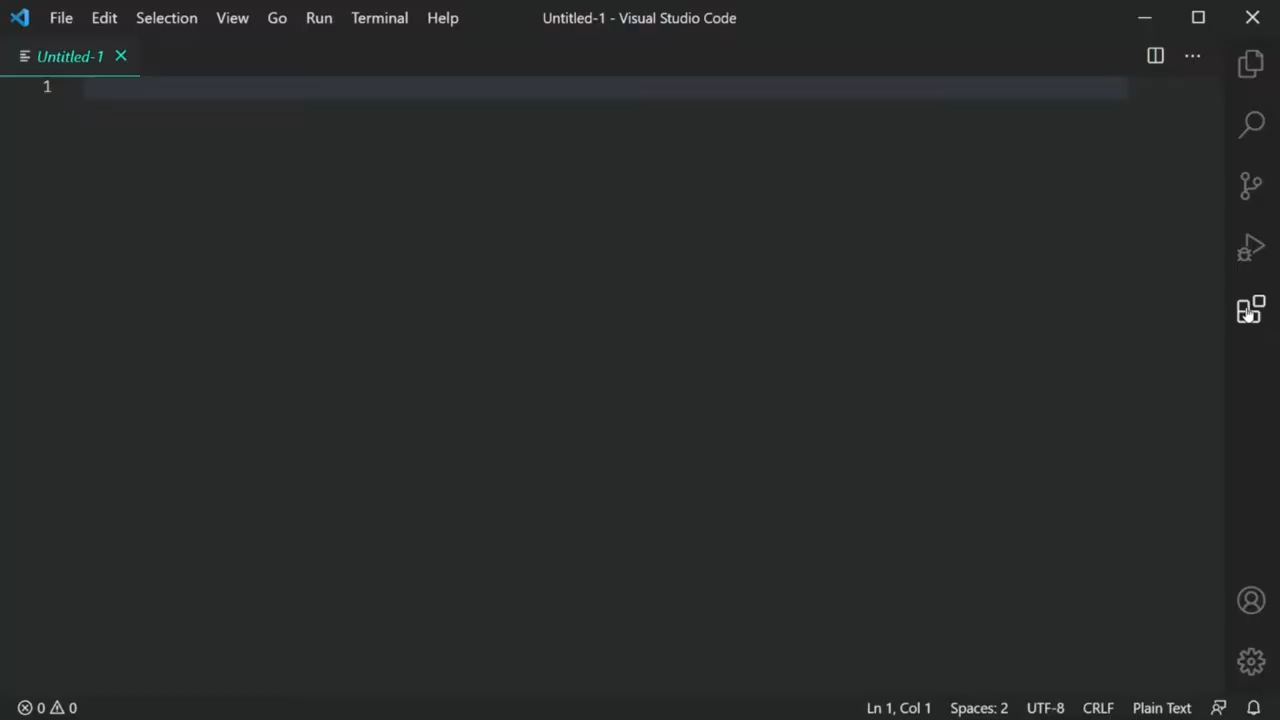 File Edit Selection View Go Run Terminal Help Untitled-1 - Visual Studio Code
Untitled-1
1
0 0 Ln 1, Col 1 Spaces: 2 UTF-8 CRLF Plain Text